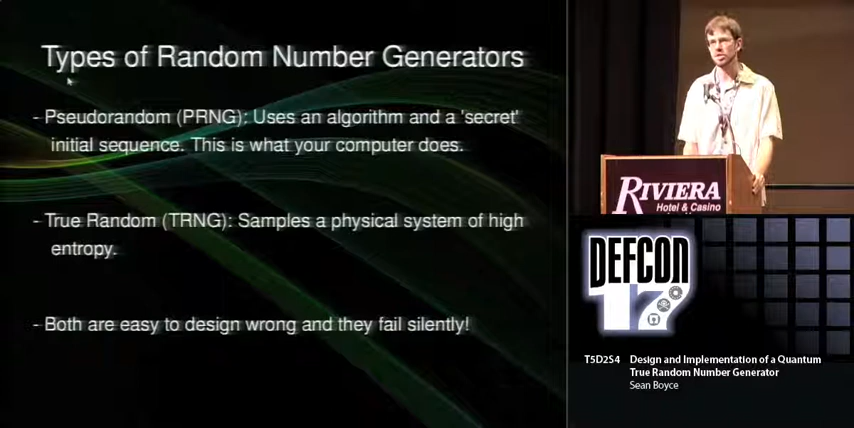 Types of Random Number Generators
- Pseudorandom (PRNG): Uses an algorithm and a 'secret'
initial sequence. This is what your computer does.
- True Random (TRNG): Samples a physical system of high
entropy.
- Both are easy to design wrong and they fail silently!
RIVIERA
Hotel & Casino
DEFCON
17
T5D2S4 Design and Implementation of a Quantum
True Random Number Generator
Sean Boyce